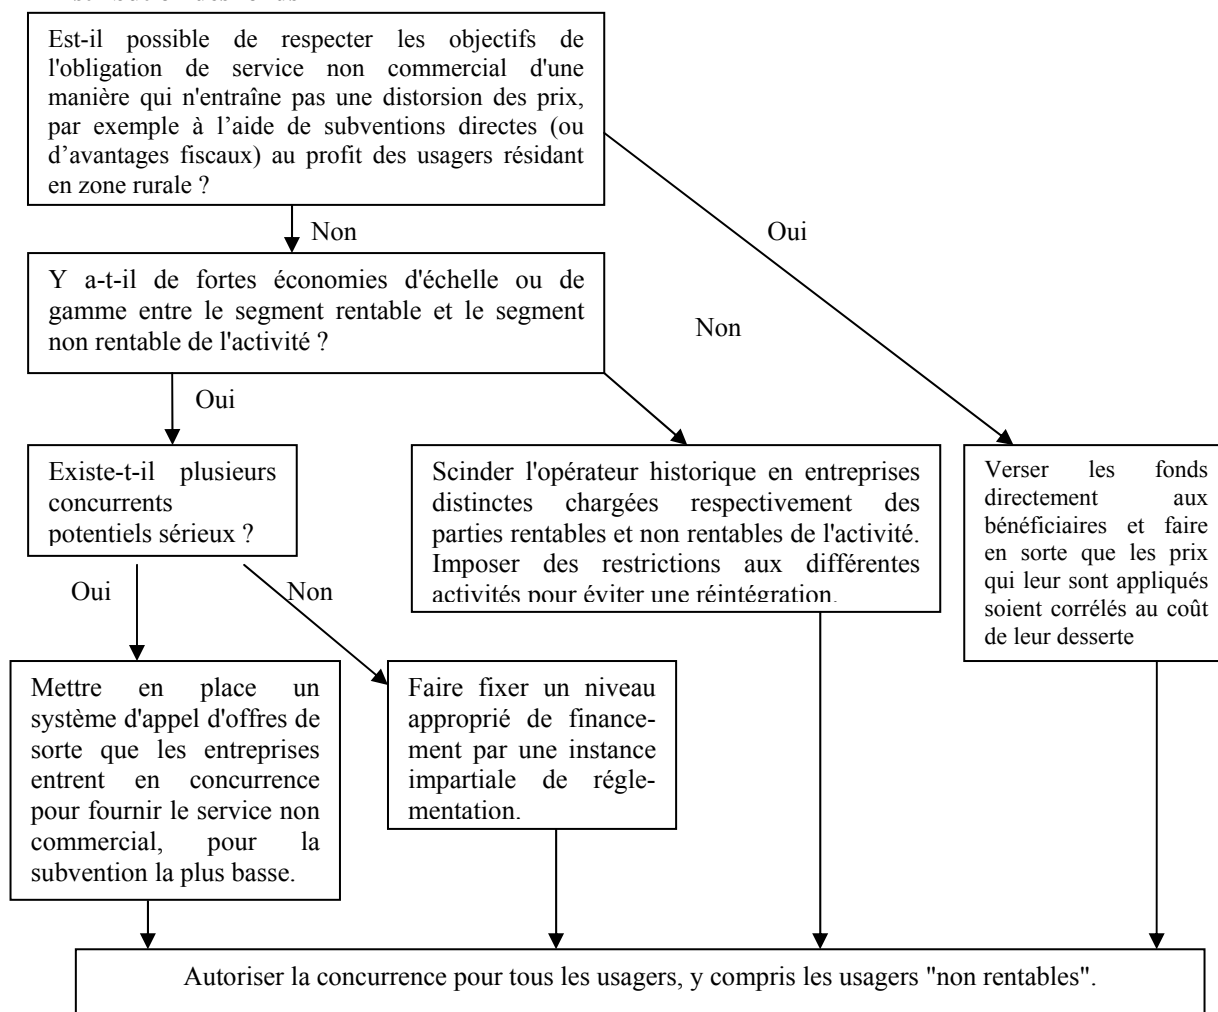 Est-il possible de respecter les objectifs de
l'obligation de service non commercial d'une
manière qui n'entraîne pas une distorsion des prix,
par exemple à l’aide de subventions directes (ou
d’avantages fiscaux) au profit des usagers résidant
en zone rurale ?
Non
Oui
Y a-t-il de fortes économies d'échelle ou de
gamme entre le segment rentable et le segment
non rentable de l'activité ?
Non
Oui
Existe-t-il plusieurs
concurrents
potentiels sérieux ?
Scinder l'opérateur historique en entreprises
distinctes chargées respectivement des
parties rentables et non rentables de l'activité.
Imposer des restrictions aux différentes
activités pour éviter une réintégration.
Verser les fonds
directement aux
bénéficiaires et faire
en sorte que les prix
qui leur sont appliqués
soient corrélés au coût
de leur desserte
Oui
Non
Mettre en place un
système d'appel d'offres de
sorte que les entreprises
entrent en concurrence
pour fournir le service non
commercial, pour la
subvention la plus basse.
Faire fixer un niveau
approprié de finance-
ment par une instance
impartiale de régle-
mentation.
Autoriser la concurrence pour tous les usagers, y compris les usagers "non rentables".